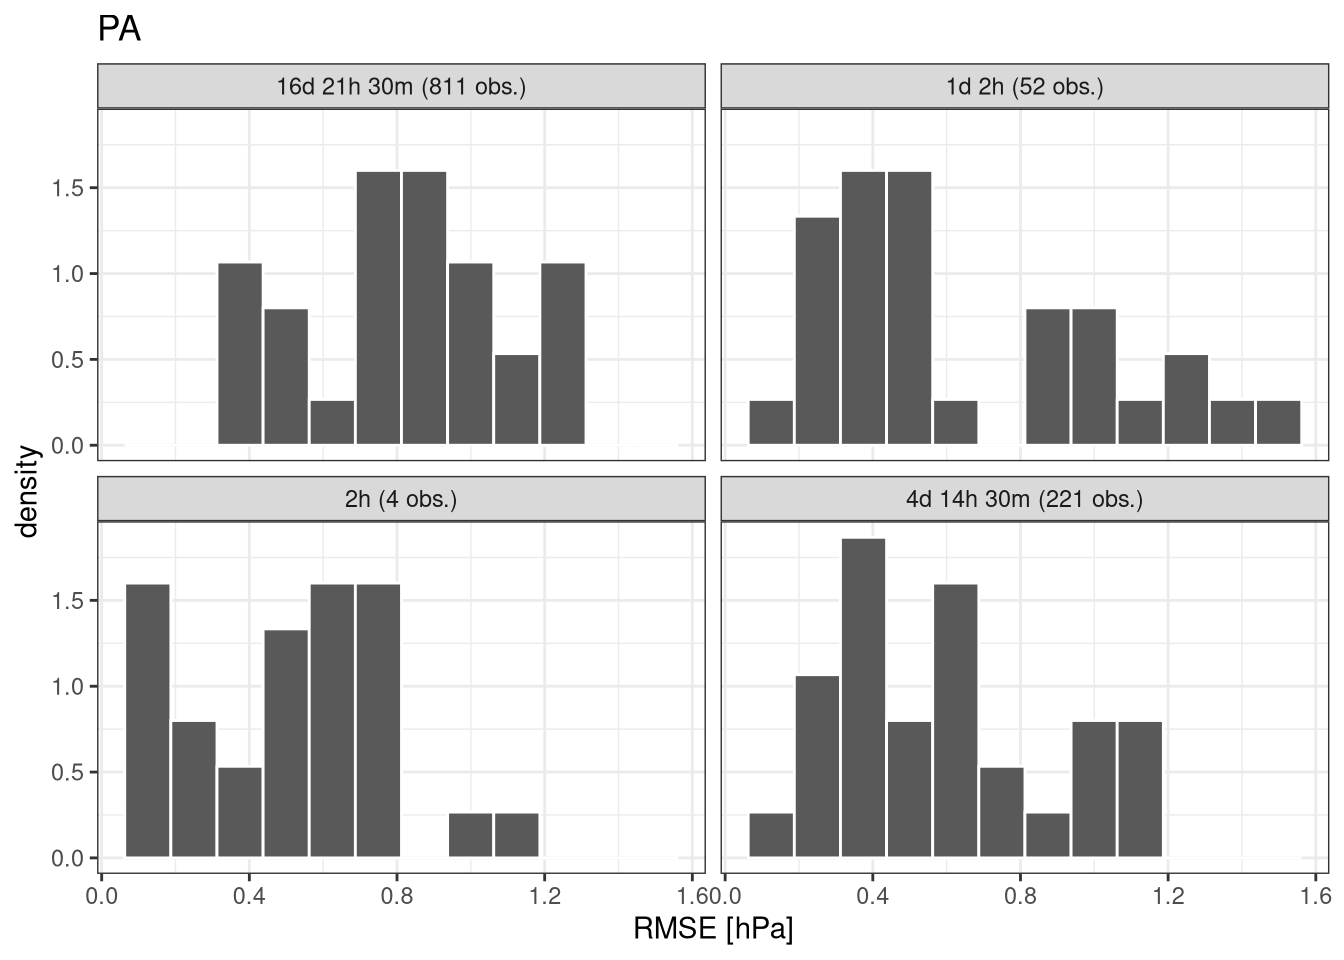 PA
16d 21h 30m (811 obs.)
1d 2h (52 obs.)
1.5
1.0
0.5
0.0
density
2h (4 obs.)
4d 14h 30m (221 obs.)
1.5
1.0
0.5
0.0
0.0 0.4 0.8 1.2 1.6
0.0 0.4 0.8 1.2 1.6
RMSE [hPa]